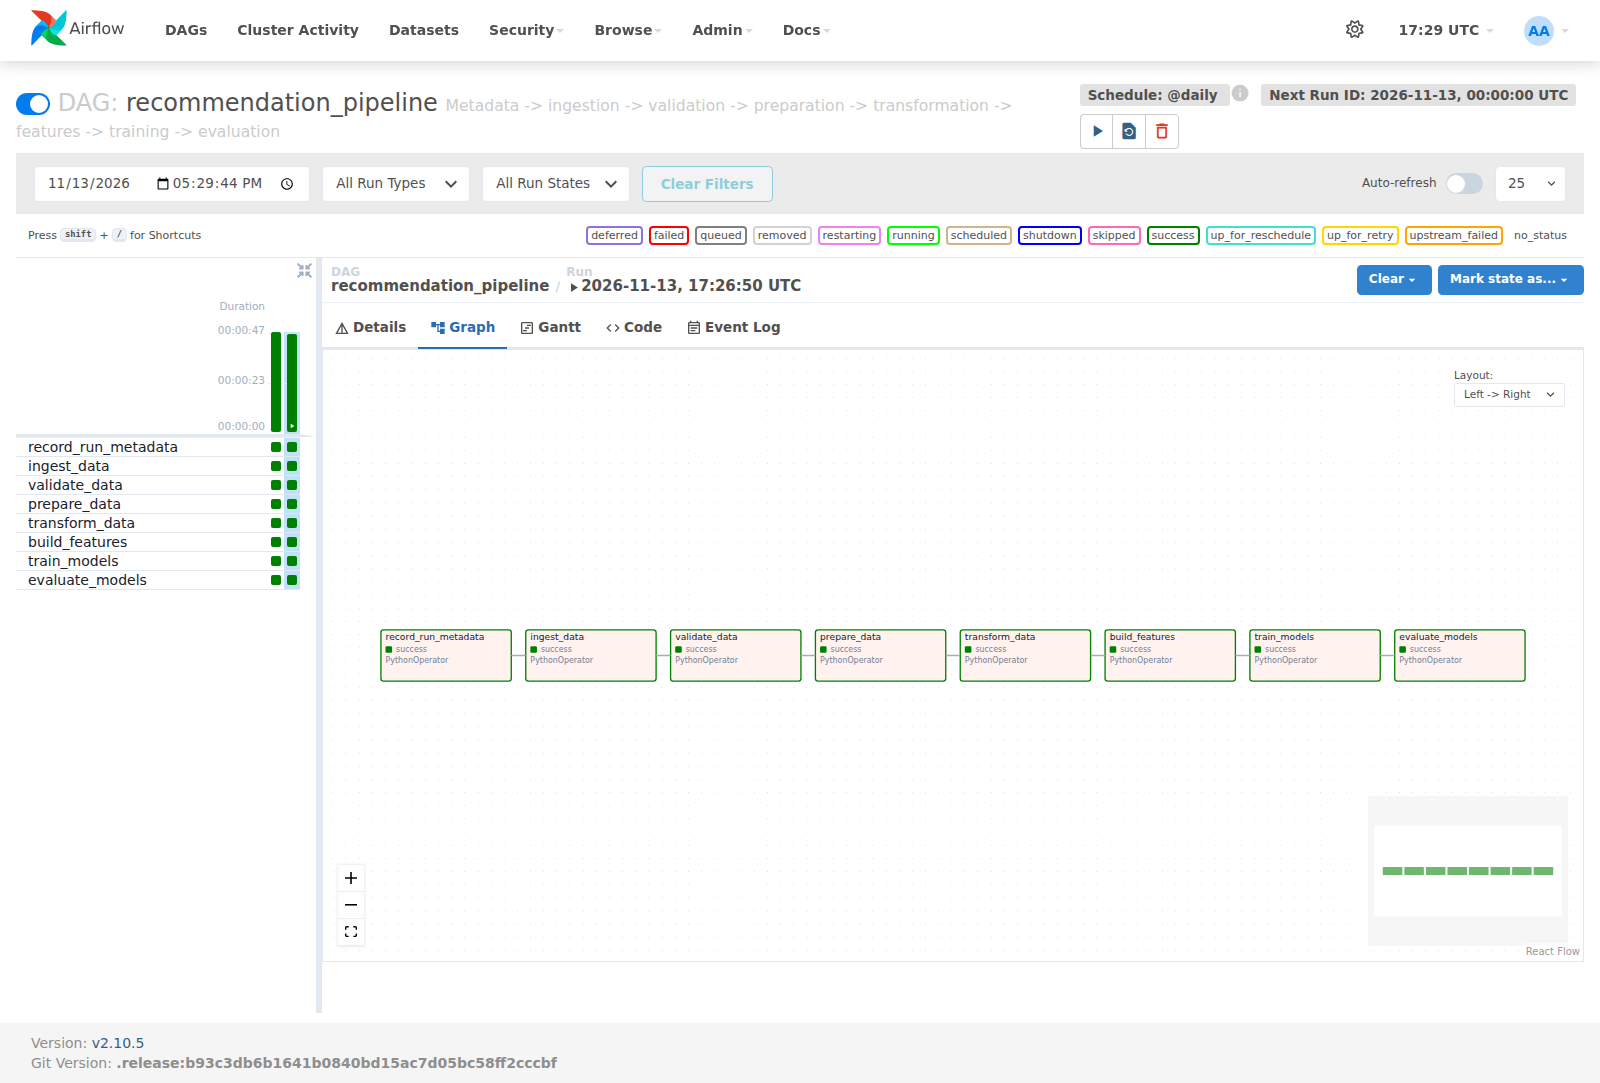 Airflow
DAGs Cluster Activity Datasets Security Browse Admin Docs
17:29 UTC
AA
DAG: recommendation_pipeline Metadata -> ingestion -> validation -> preparation -> transformation ->
features -> training -> evaluation
Schedule: @daily
Next Run ID: 2026-11-13, 00:00:00 UTC
11/13/2026 05:29:44 PM
All Run Types
All Run States
Clear Filters
Auto-refresh
25
Press shift + / for Shortcuts
deferred failed queued removed restarting running scheduled shutdown skipped success up_for_reschedule up_for_retry upstream_failed no_status
Duration
00:00:47
00:00:23
00:00:00
record_run_metadata
ingest_data
validate_data
prepare_data
transform_data
build_features
train_models
evaluate_models
DAG
recommendation_pipeline
/
Run
2026-11-13, 17:26:50 UTC
Clear
Mark state as...
Details Graph Gantt Code Event Log
Layout:
Left -> Right
record_run_metadata
success
PythonOperator
ingest_data
success
PythonOperator
validate_data
success
PythonOperator
prepare_data
success
PythonOperator
transform_data
success
PythonOperator
build_features
success
PythonOperator
train_models
success
PythonOperator
evaluate_models
success
PythonOperator
React Flow
Version: v2.10.5
Git Version: .release:b93c3db6b1641b0840bd15ac7d05bc58ff2cccbf